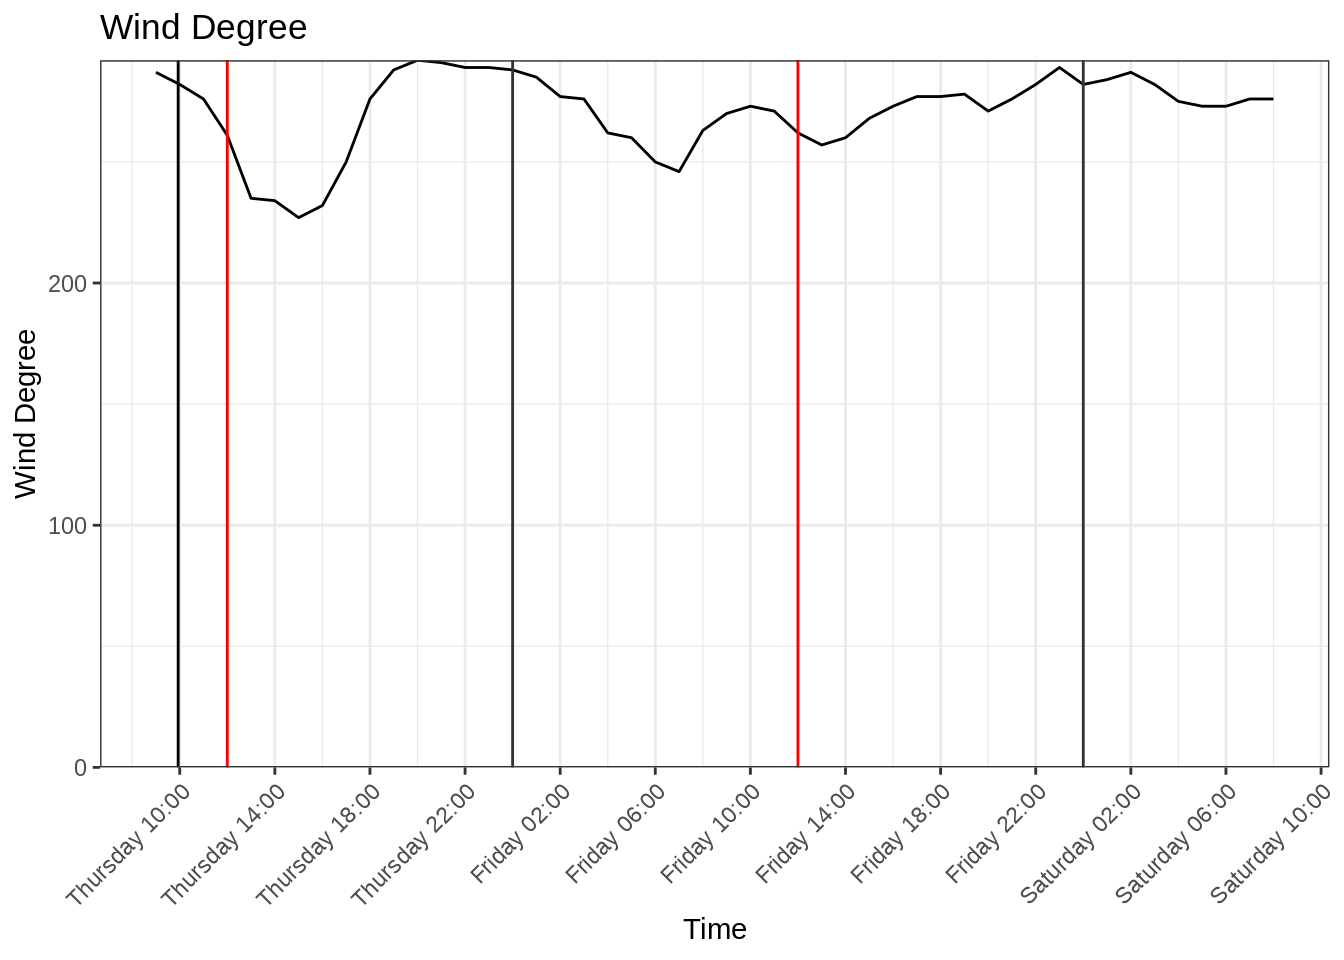 Wind Degree
Wind Degree
200
100
0
Thursday 10:00
Thursday 14:00
Thursday 18:00
Thursday 22:00
Friday 02:00
Friday 06:00
Friday 10:00
Friday 14:00
Friday 18:00
Friday 22:00
Saturday 02:00
Saturday 06:00
Saturday 10:00
Time